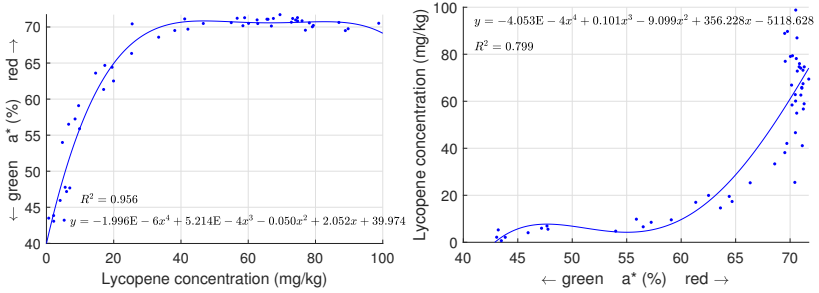 75
70
65
60
55
50
45
40
← green    a* (%)    red →
R² = 0.956
y = −1.996E − 6x⁴ + 5.214E − 4x³ − 0.050x² + 2.052x + 39.974
0 20 40 60 80 100
Lycopene concentration (mg/kg)
100
80
60
40
20
0
Lycopene concentration (mg/kg)
y = −4.053E − 4x⁴ + 0.101x³ − 9.099x² + 356.228x − 5118.628
R² = 0.799
40 45 50 55 60 65 70
← green    a* (%)    red →